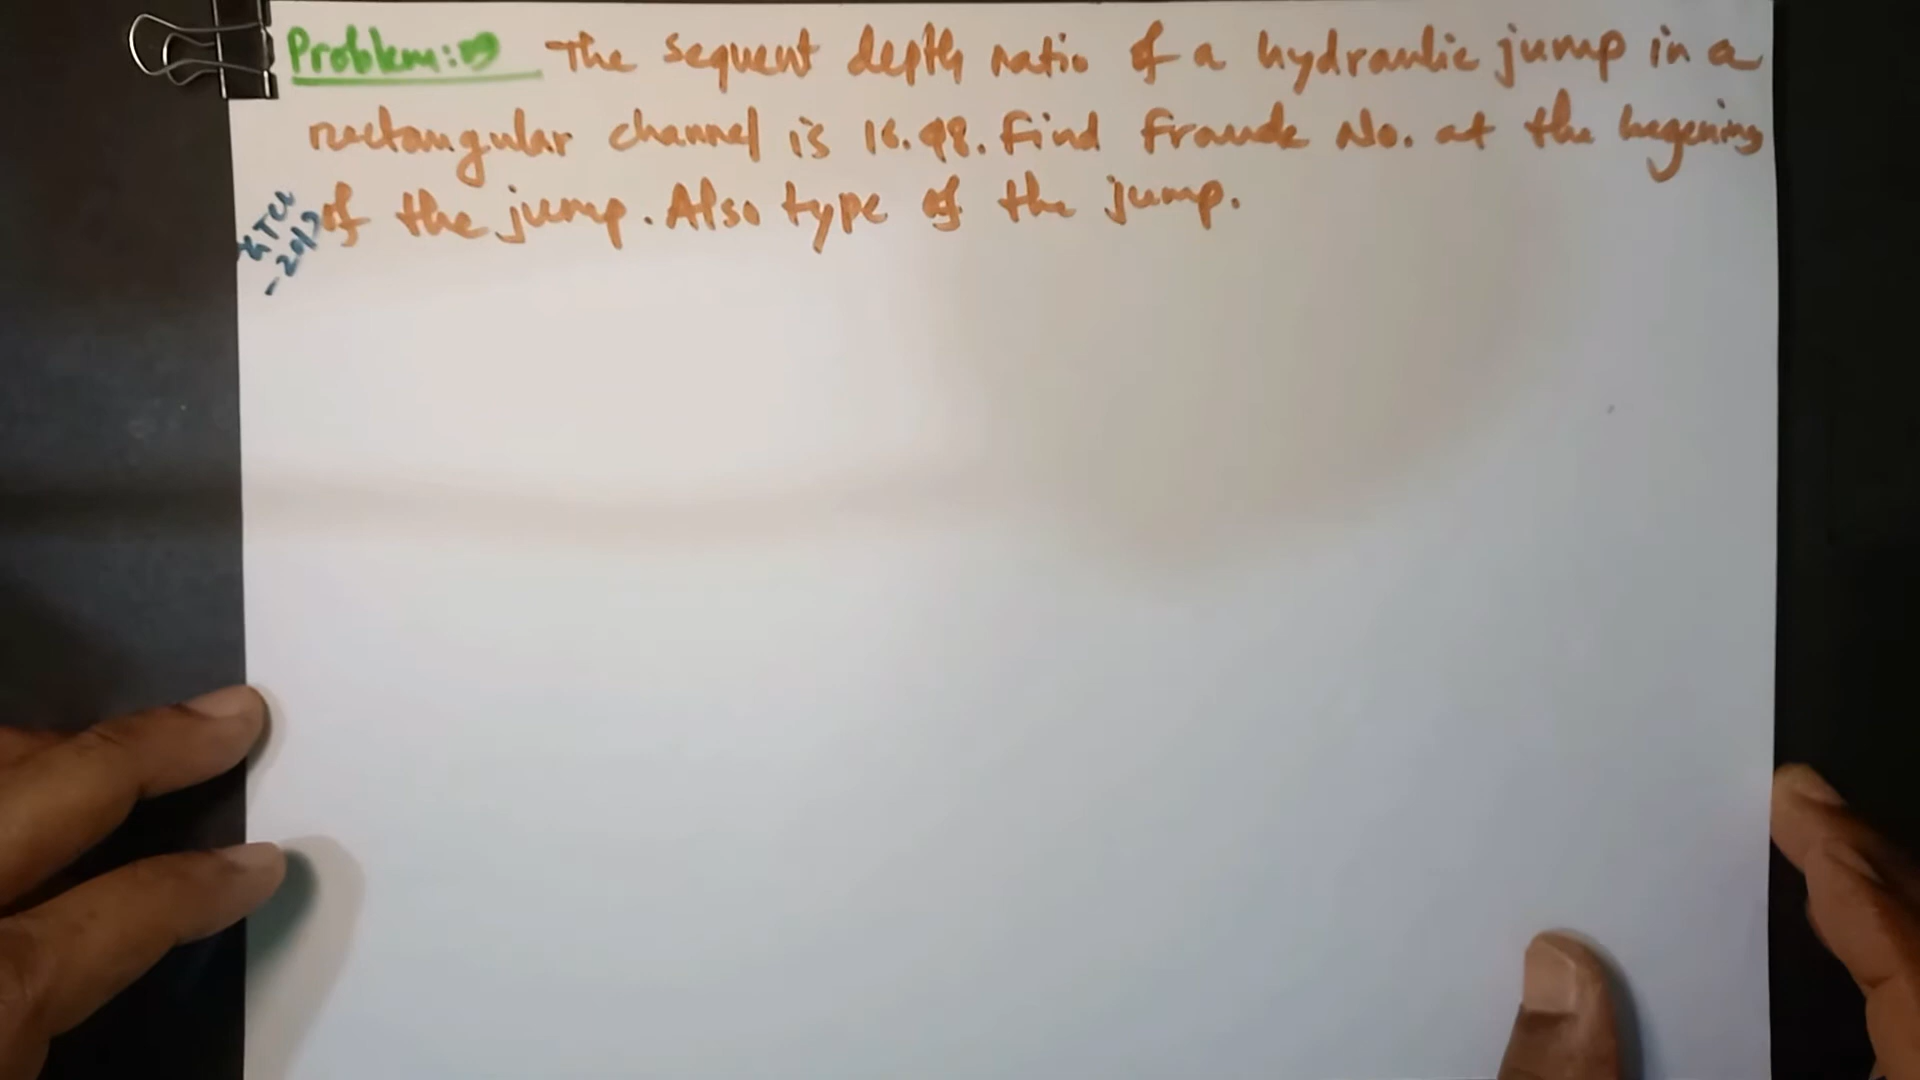 Problem:⇒ The sequent depth ratio of a hydraulic jump in a
rectangular channel is 16.98. Find Froude No. at the begening
of the jump. Also type of the jump.
-2017